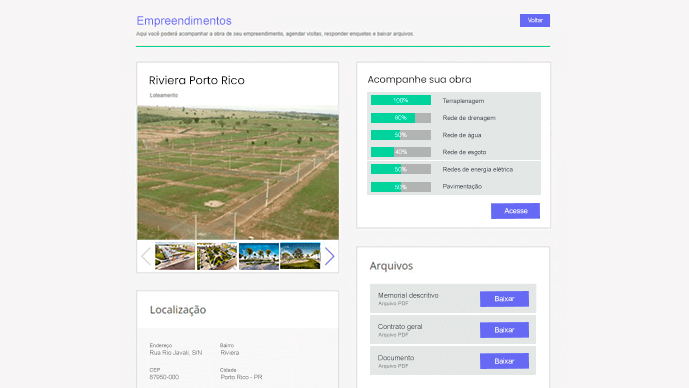 Empreendimentos
Voltar
Aqui você poderá acompanhar a obra de seu empreendimento, agendar visitas, responder enquetes e baixar arquivos.
Riviera Porto Rico
Loteamento
Acompanhe sua obra
100% Terraplenagem
80% Rede de drenagem
50% Rede de água
40% Rede de esgoto
50% Redes de energia elétrica
50% Pavimentação
Acesse
Localização
Endereço
Rua Rio Javali, S/N
Bairro
Riviera
CEP
87950-000
Cidade
Porto Rico - PR
Arquivos
Memorial descritivo
Arquivo PDF
Baixar
Contrato geral
Arquivo PDF
Baixar
Documento
Arquivo PDF
Baixar